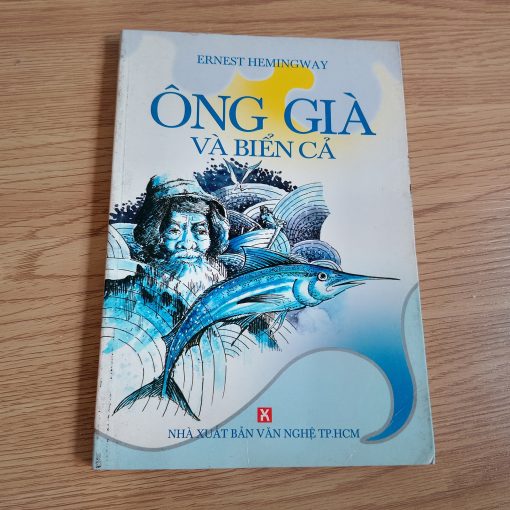 ERNEST HEMINGWAY
ÔNG GIÀ
VÀ BIỂN CẢ
NHÀ XUẤT BẢN VĂN NGHỆ TP.HCM